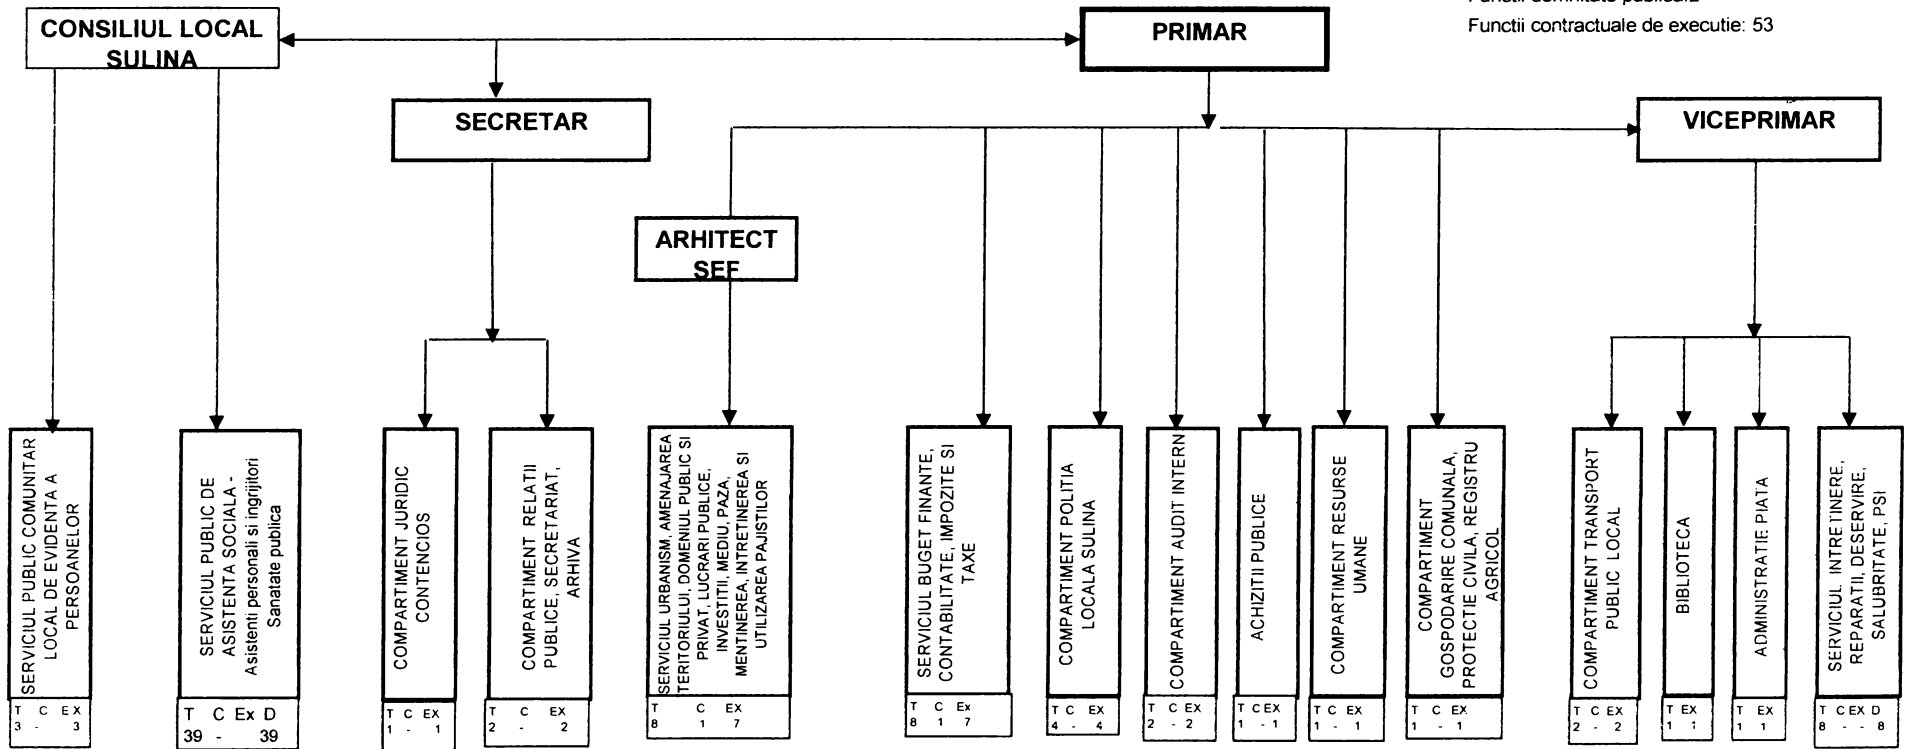 Functii contractuale de executie: 53
CONSILIUL LOCAL
SULINA
PRIMAR
SECRETAR
VICEPRIMAR
ARHITECT
SEF
SERVICIUL PUBLIC COMUNITAR
LOCAL DE EVIDENTA A
PERSOANELOR
T C EX
3 - 3
SERVICIUL PUBLIC DE
ASISTENTA SOCIALA -
Asistenti personali si ingrijitori
Sanatate publica
T C Ex D
39 - 39
COMPARTIMENT JURIDIC
CONTENCIOS
T C EX
1 - 1
COMPARTIMENT RELATII
PUBLICE, SECRETARIAT,
ARHIVA
T C EX
2 - 2
SERVICIUL URBANISM, AMENAJAREA
TERITORIULUI, DOMENIUL PUBLIC SI
PRIVAT, LUCRARI PUBLICE,
INVESTITII, MEDIU, PAZA,
MENTINEREA, INTRETINEREA SI
UTILIZAREA PAJISTILOR
T C EX
8 1 7
SERVICIUL BUGET FINANTE,
CONTABILITATE, IMPOZITE SI
TAXE
T C Ex
8 1 7
COMPARTIMENT POLITIA
LOCALA SULINA
T C EX
4 - 4
COMPARTIMENT AUDIT INTERN
T C EX
2 - 2
ACHIZITII PUBLICE
T C EX
1 - 1
COMPARTIMENT RESURSE
UMANE
T C EX
1 - 1
COMPARTIMENT
GOSPODARIRE COMUNALA,
PROTECTIE CIVILA, REGISTRU
AGRICOL
T C EX
1 - 1
COMPARTIMENT TRANSPORT
PUBLIC LOCAL
T C EX
2 - 2
BIBLIOTECA
T EX
1 1
ADMINISTRATIE PIATA
T EX
1 1
SERVICIUL INTRETINERE,
REPARATII, DESERVIRE,
SALUBRITATE, PSI
T C EX D
8 - - 8